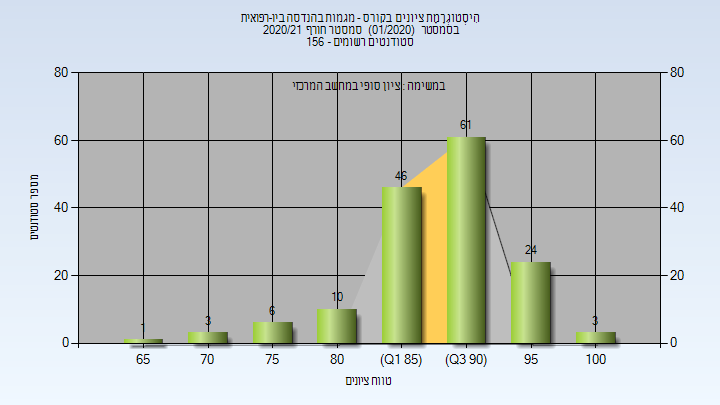 היסטוגרמת ציונים בקורס - מגמות בהנדסה ביו-רפואית
בסמסטר (01/2020) סמסטר חורף 2020/21
סטודנטים רשומים - 156
במשימה : ציון סופי במחשב המרכזי
80 80
60 60
40 40
20 20
0 0
מספר סטודנטים
1 3 6 10 46 61 24 3
65 70 75 80 (Q1 85) (Q3 90) 95 100
טווח ציונים